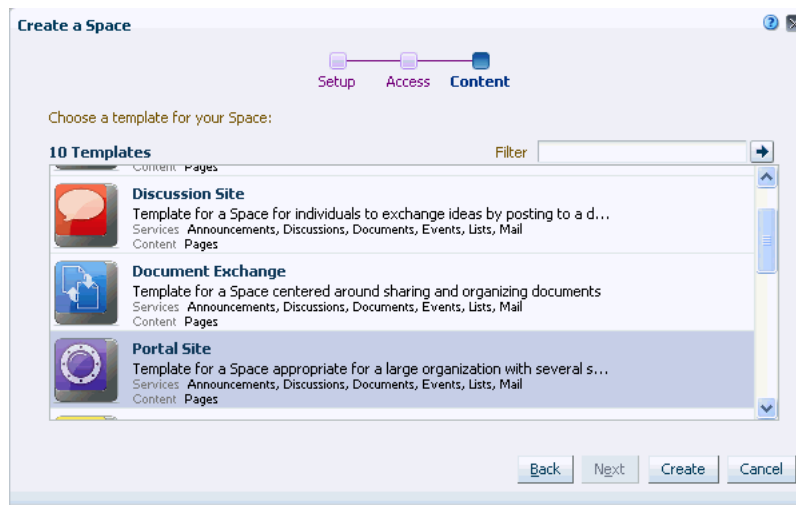 Create a Space
Setup Access Content
Choose a template for your Space:
10 Templates Filter
Content Pages
Discussion Site
Template for a Space for individuals to exchange ideas by posting to a d...
Services Announcements, Discussions, Documents, Events, Lists, Mail
Content Pages
Document Exchange
Template for a Space centered around sharing and organizing documents
Services Announcements, Discussions, Documents, Events, Lists, Mail
Content Pages
Portal Site
Template for a Space appropriate for a large organization with several s...
Services Announcements, Discussions, Documents, Events, Lists, Mail
Content Pages
Back Next Create Cancel